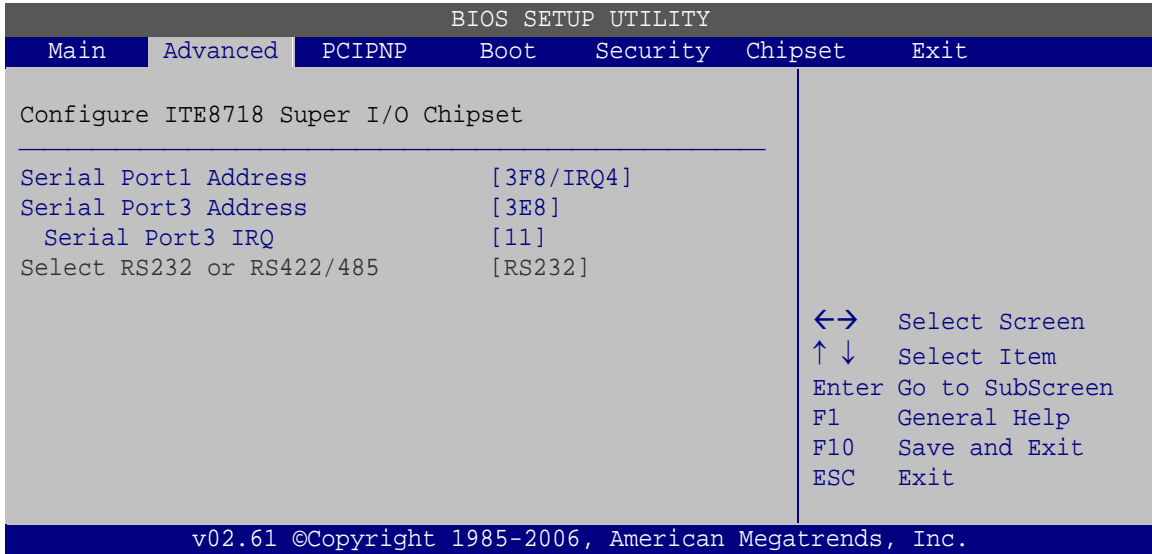 BIOS SETUP UTILITY
Main Advanced PCIPNP Boot Security Chipset Exit
Configure ITE8718 Super I/O Chipset
Serial Port1 Address [3F8/IRQ4]
Serial Port3 Address [3E8]
Serial Port3 IRQ [11]
Select RS232 or RS422/485 [RS232]
←→ Select Screen
↑ ↓ Select Item
Enter Go to SubScreen
F1 General Help
F10 Save and Exit
ESC Exit
v02.61 ©Copyright 1985-2006, American Megatrends, Inc.